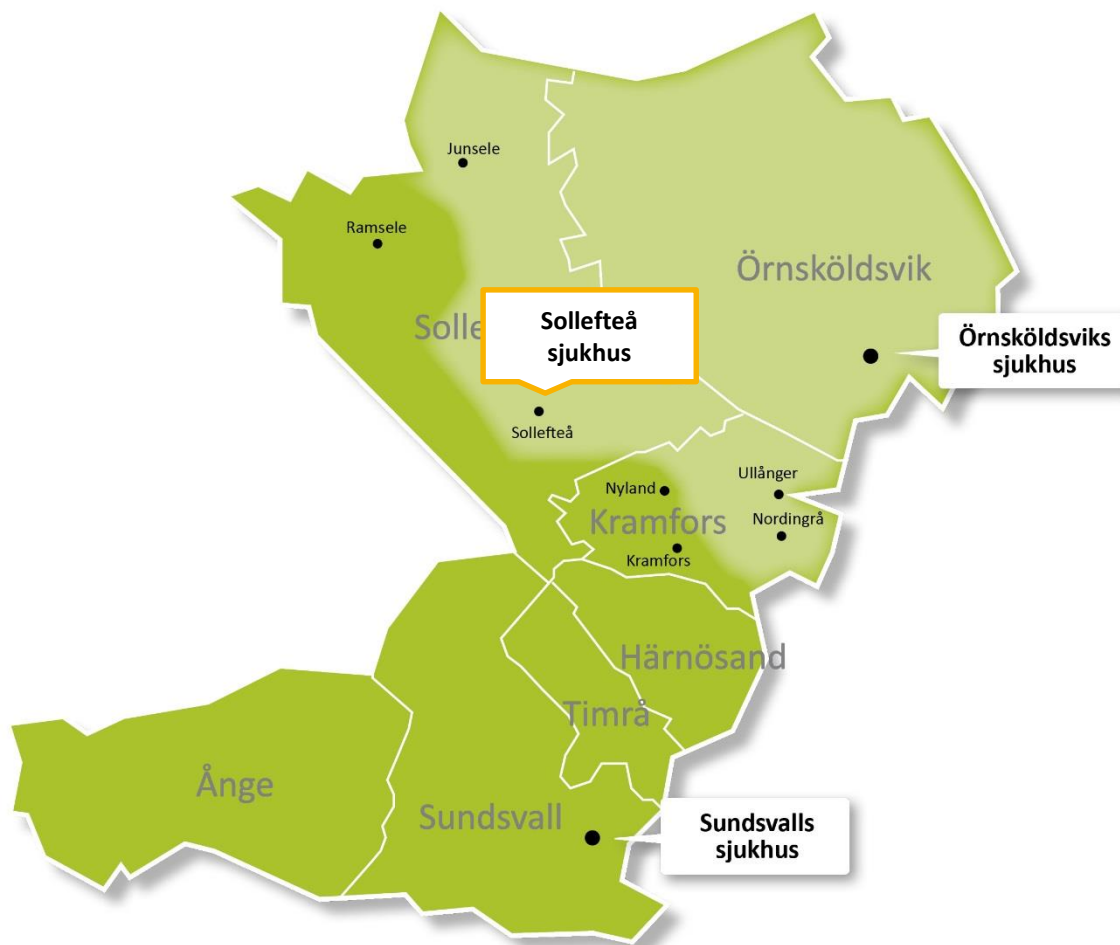 Junsele
Ramsele
Örnsköldsvik
Solle
Sollefteå
sjukhus
Örnsköldsviks
sjukhus
Sollefteå
Ullånger
Nyland
Nordingrå
Kramfors
Kramfors
Härnösand
Timrå
Ånge
Sundsvall
Sundsvalls
sjukhus